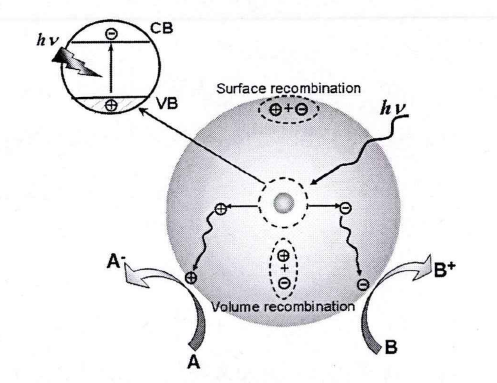 CB
hν
VB
Surface recombination
⊕+⊖
hν
⊖
⊕
⊕
⊖
⊕
+
⊖
⊕
⊖
A-
B+
Volume recombination
A
B